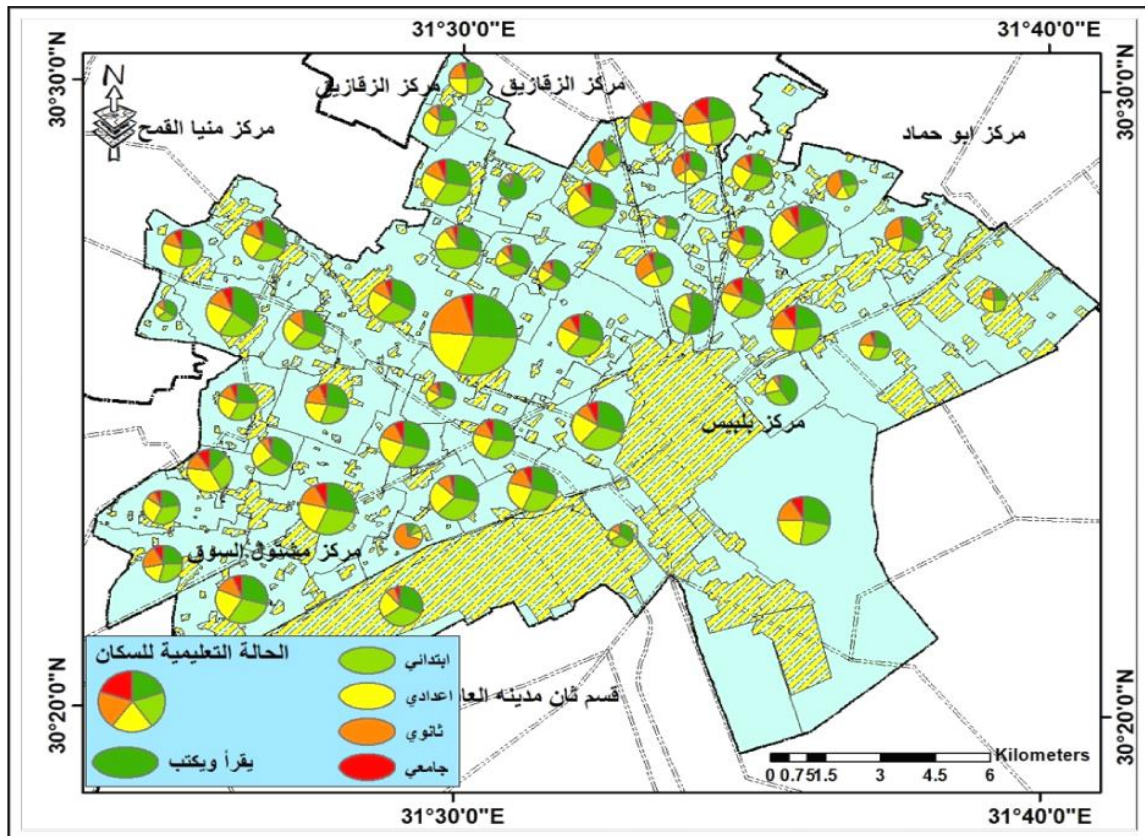 31°30'0"E
31°40'0"E
30°30'0"N
30°30'0"N
N
مركز الزقازيق
مركز الزقازيق
مركز منيا القمح
مركز ابو حماد
مركز بلبيس
مركز مشتول السوق
قسم ثان مدينه العا
الحالة التعليمية للسكان
يقرأ ويكتب
ابتدائي
اعدادي
ثانوي
جامعي
Kilometers
0 0.75 1.5 3 4.5 6
30°20'0"N
30°20'0"N
31°30'0"E
31°40'0"E